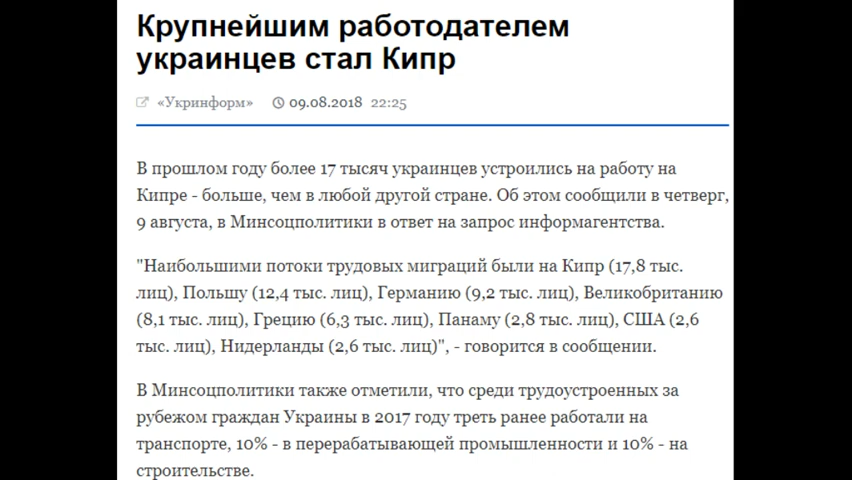 Крупнейшим работодателем
украинцев стал Кипр
«Укринформ» 09.08.2018 22:25
В прошлом году более 17 тысяч украинцев устроились на работу на
Кипре - больше, чем в любой другой стране. Об этом сообщили в четверг,
9 августа, в Минсоцполитики в ответ на запрос информагентства.
"Наибольшими потоки трудовых миграций были на Кипр (17,8 тыс.
лиц), Польшу (12,4 тыс. лиц), Германию (9,2 тыс. лиц), Великобританию
(8,1 тыс. лиц), Грецию (6,3 тыс. лиц), Панаму (2,8 тыс. лиц), США (2,6
тыс. лиц), Нидерланды (2,6 тыс. лиц)", - говорится в сообщении.
В Минсоцполитики также отметили, что среди трудоустроенных за
рубежом граждан Украины в 2017 году треть ранее работали на
транспорте, 10% - в перерабатывающей промышленности и 10% - на
строительстве.